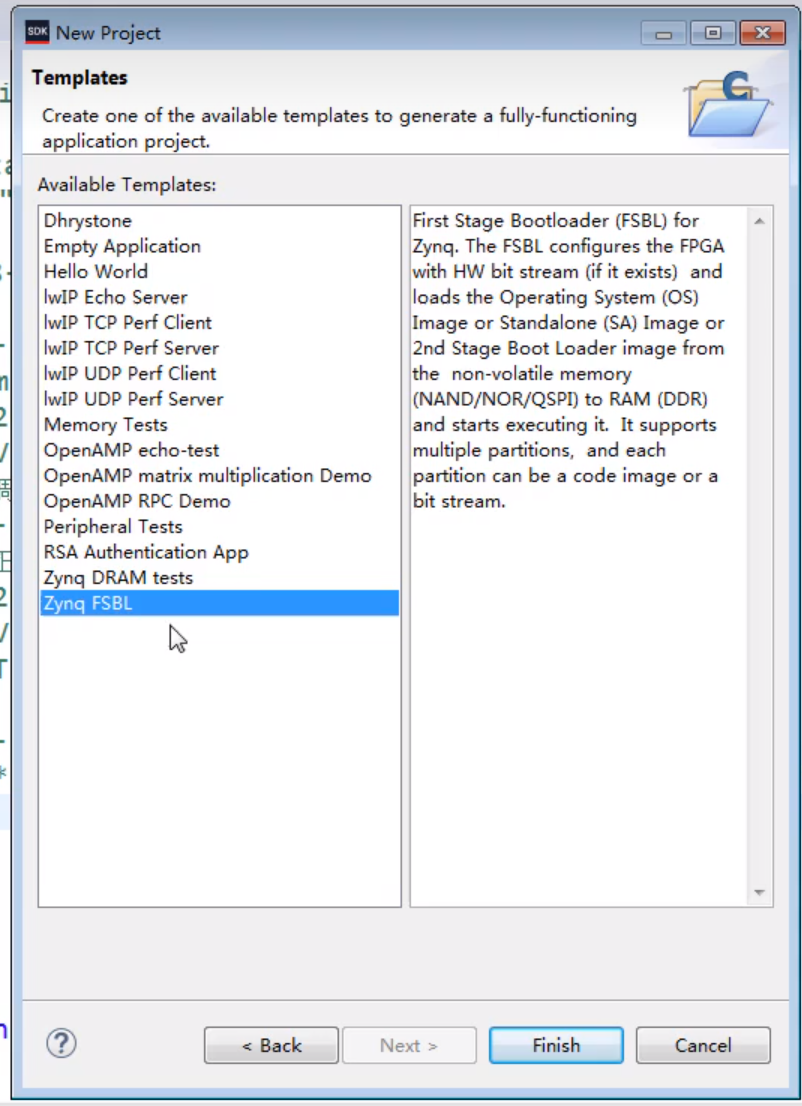 SDK New Project
Templates
Create one of the available templates to generate a fully-functioning
application project.
Available Templates:
Dhrystone
Empty Application
Hello World
lwIP Echo Server
lwIP TCP Perf Client
lwIP TCP Perf Server
lwIP UDP Perf Client
lwIP UDP Perf Server
Memory Tests
OpenAMP echo-test
OpenAMP matrix multiplication Demo
OpenAMP RPC Demo
Peripheral Tests
RSA Authentication App
Zynq DRAM tests
Zynq FSBL
First Stage Bootloader (FSBL) for
Zynq. The FSBL configures the FPGA
with HW bit stream (if it exists)  and
loads the Operating System (OS)
Image or Standalone (SA) Image or
2nd Stage Boot Loader image from
the  non-volatile memory
(NAND/NOR/QSPI) to RAM (DDR)
and starts executing it.  It supports
multiple partitions,  and each
partition can be a code image or a
bit stream.
?
< Back
Next >
Finish
Cancel